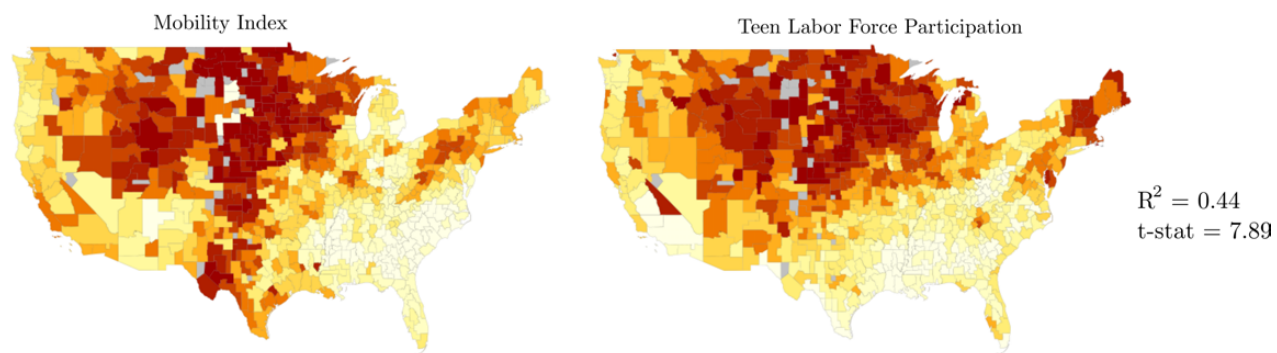 Mobility Index
Teen Labor Force Participation
R² = 0.44
t-stat = 7.89